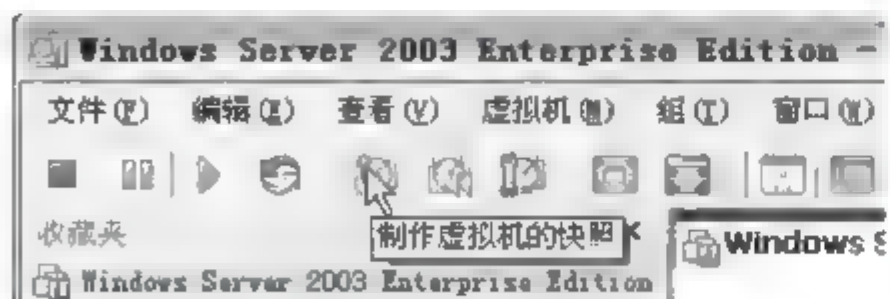 Windows Server 2003 Enterprise Edition -
文件(F) 编辑(E) 查看(V) 虚拟机(M) 组(T) 窗口(W)
收藏夹
制作虚拟机的快照
Windows S
Windows Server 2003 Enterprise Edition